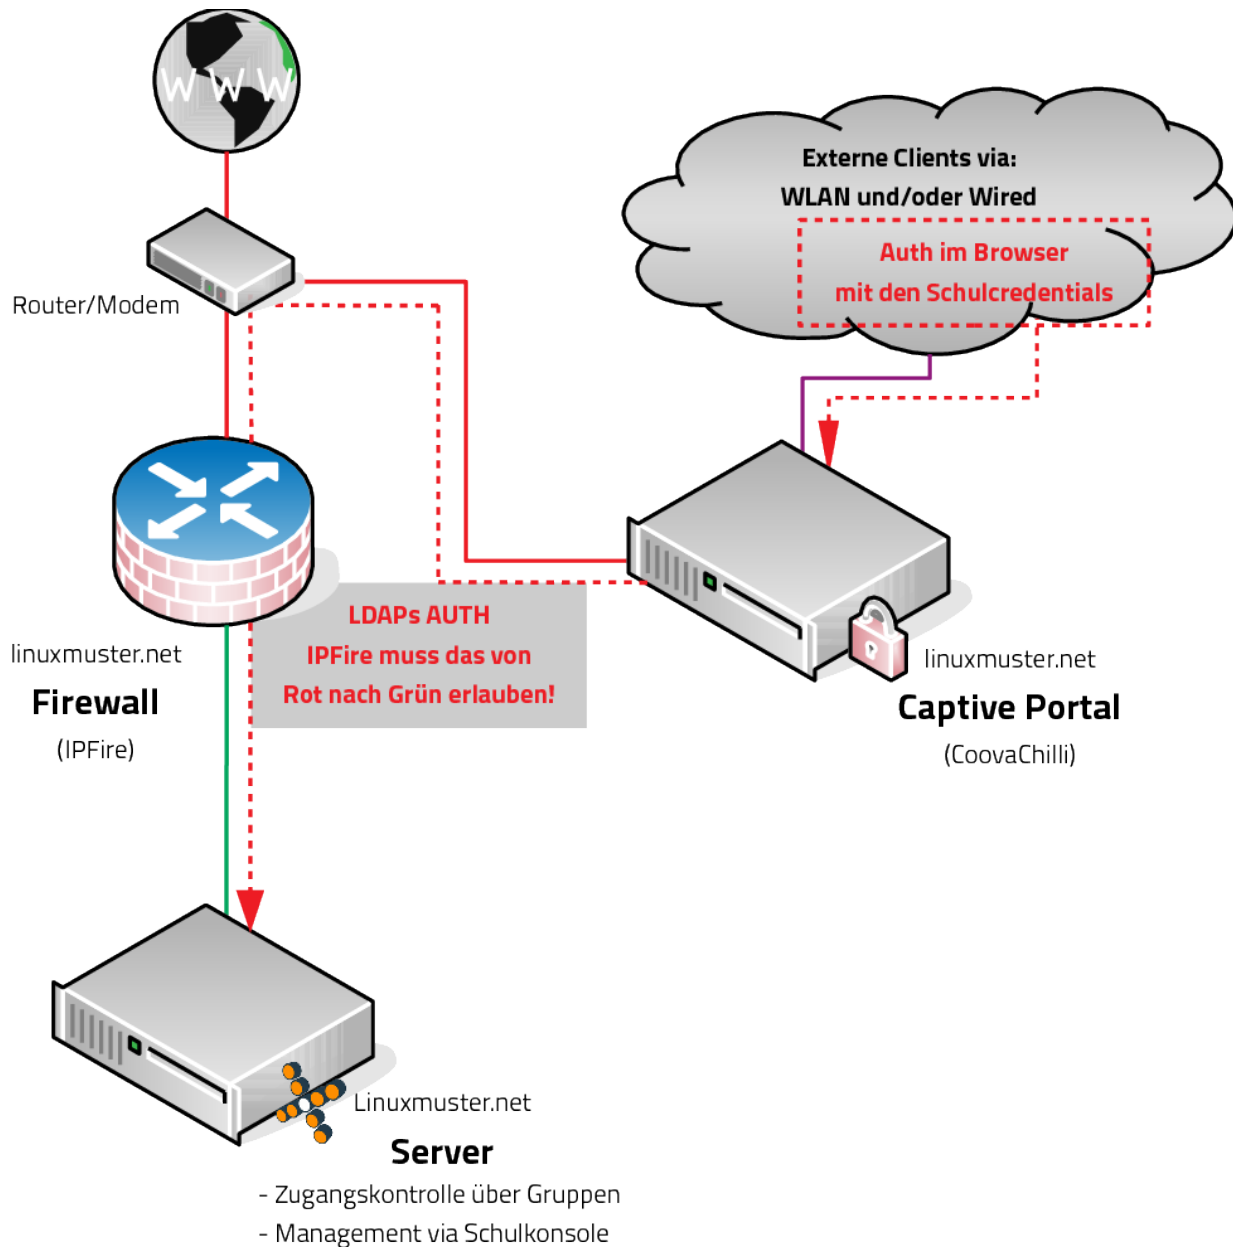 WWW
Externe Clients via:
WLAN und/oder Wired
Auth im Browser
mit den Schulcredentials
Router/Modem
LDAPs AUTH
IPFire muss das von
Rot nach Grün erlauben!
linuxmuster.net
Firewall
(IPFire)
linuxmuster.net
Captive Portal
(CoovaChilli)
Linuxmuster.net
Server
- Zugangskontrolle über Gruppen
- Management via Schulkonsole